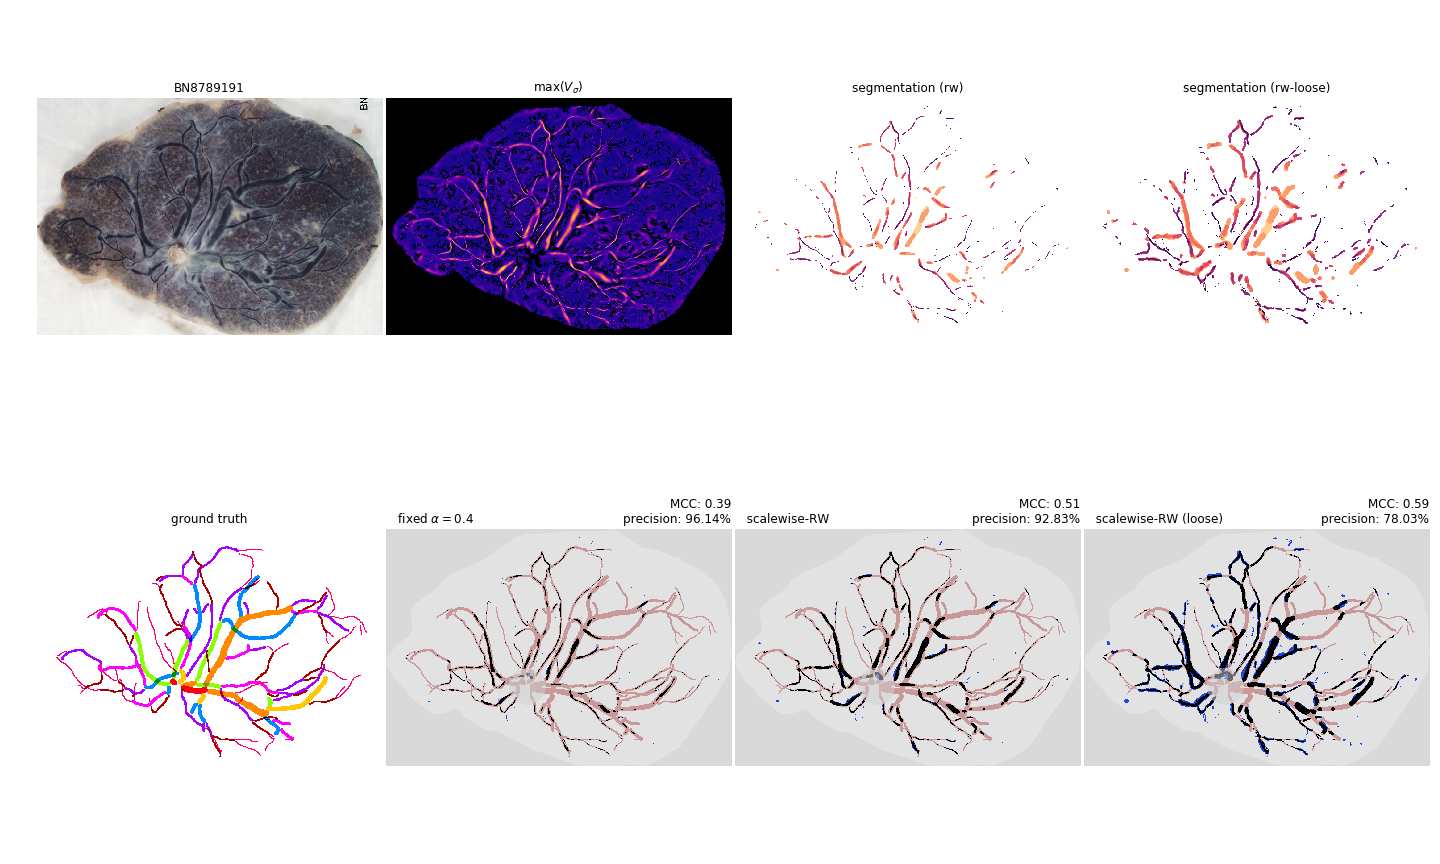 BN8789191
max(V_σ)
segmentation (rw)
segmentation (rw-loose)
BN
ground truth
fixed α = 0.4
MCC: 0.39
precision: 96.14%
scalewise-RW
MCC: 0.51
precision: 92.83%
scalewise-RW (loose)
MCC: 0.59
precision: 78.03%